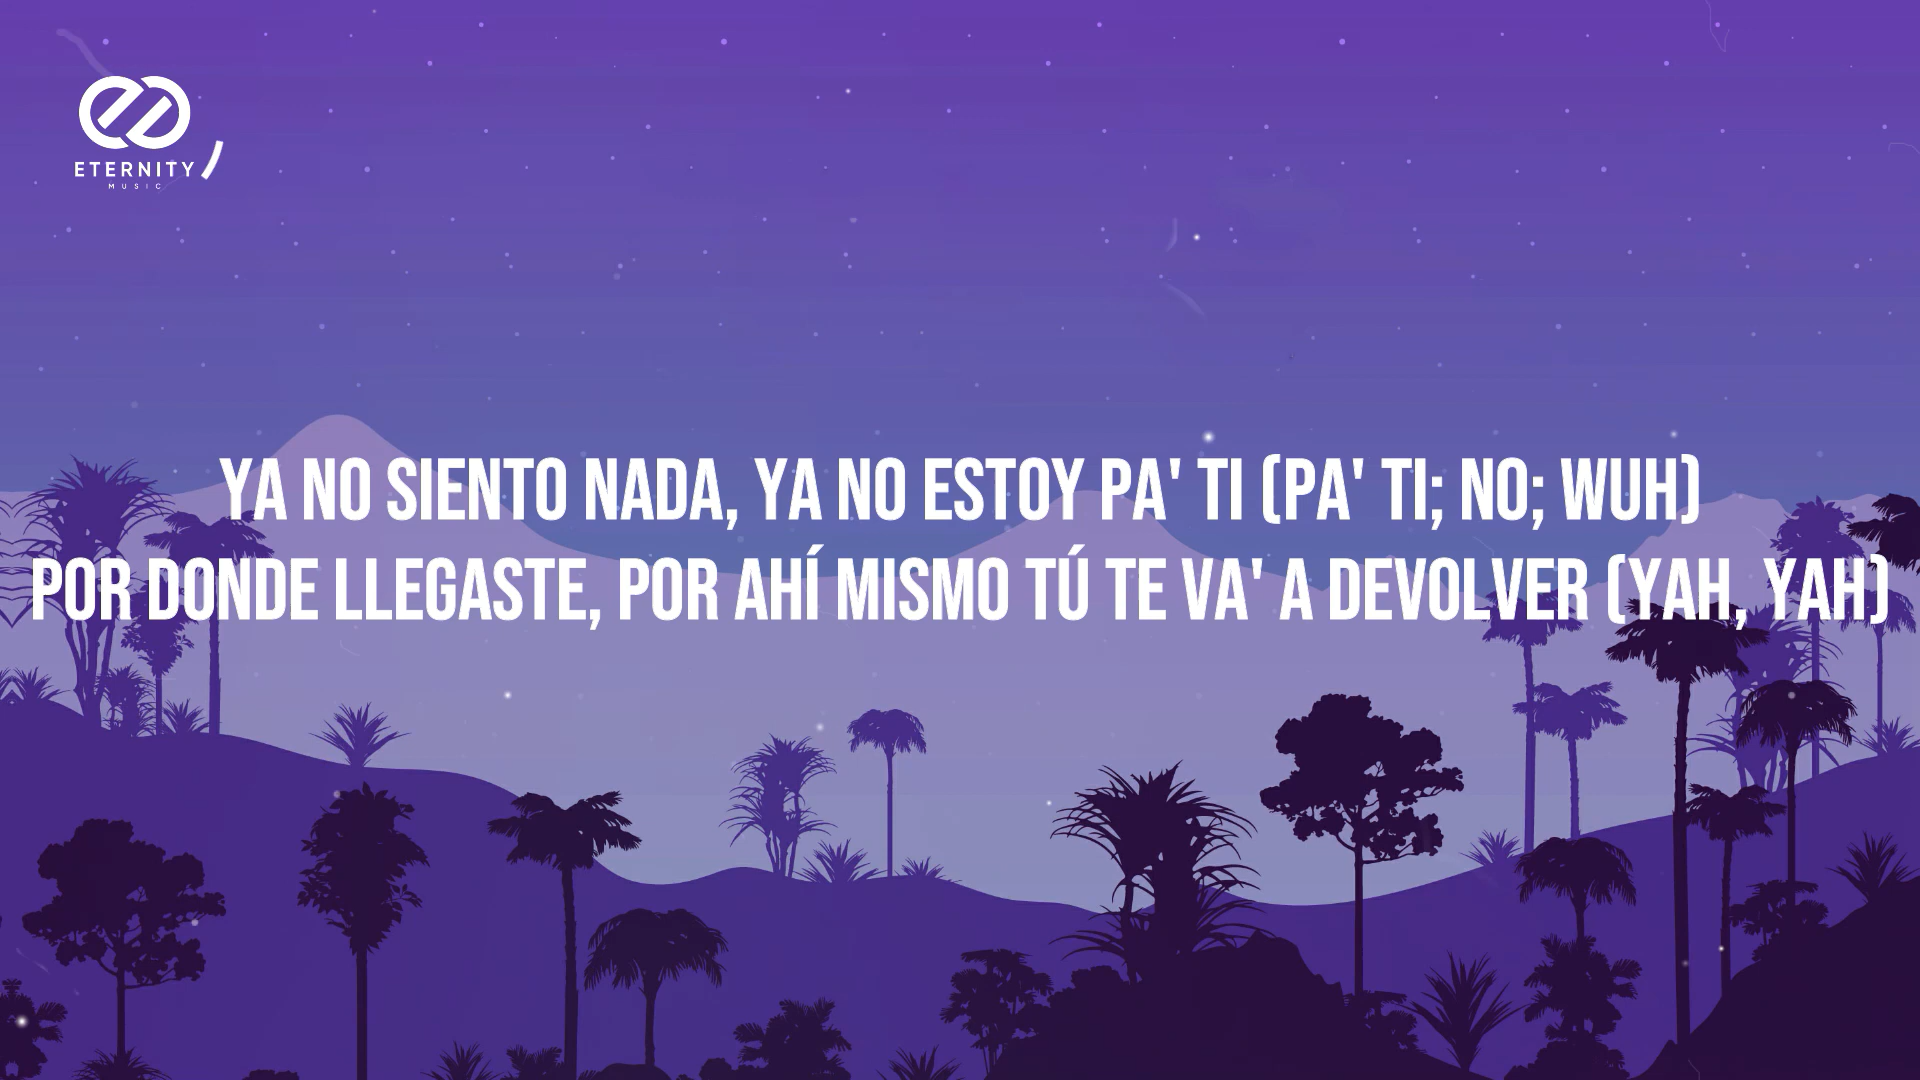 ETERNITY
MUSIC
YA NO SIENTO NADA, YA NO ESTOY PA' TI (PA' TI; NO; WUH)
POR DONDE LLEGASTE, POR AHÍ MISMO TÚ TE VA' A DEVOLVER (YAH, YAH)